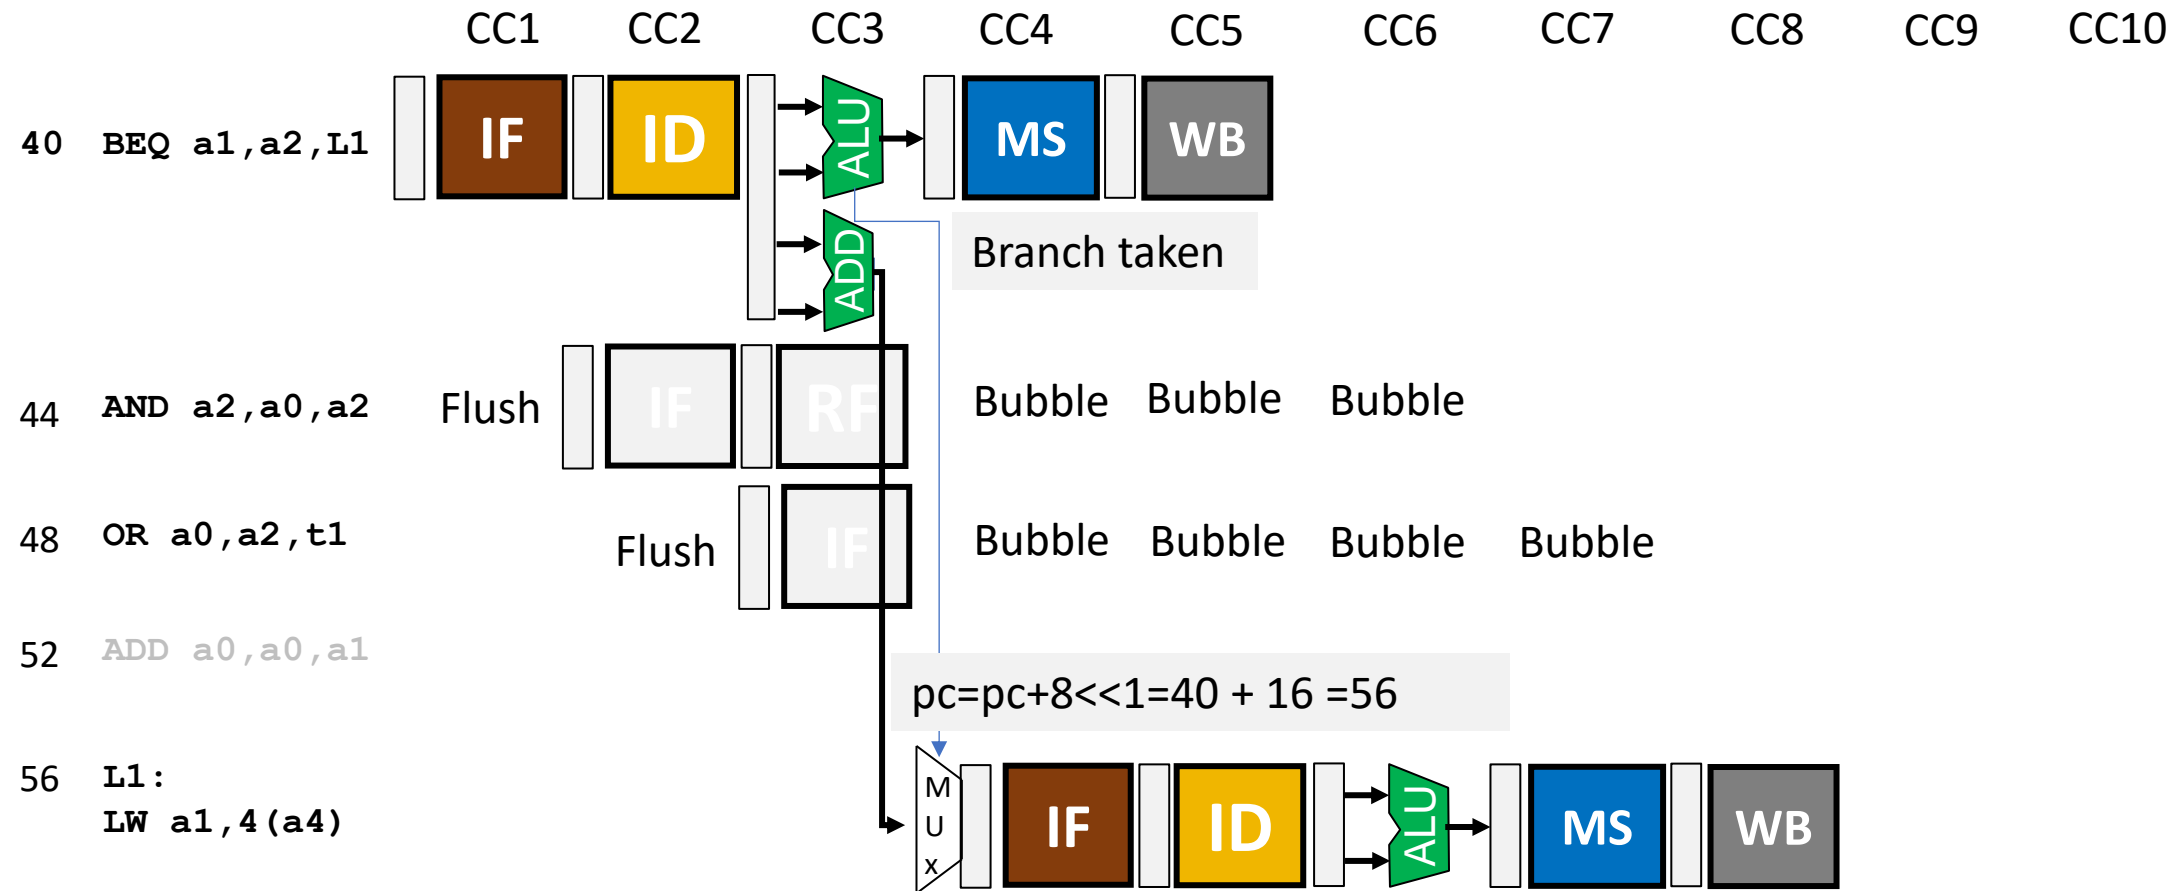 CC1 CC2 CC3 CC4 CC5 CC6 CC7 CC8 CC9 CC10
40 BEQ a1,a2,L1 IF ID ALU MS WB
ADD Branch taken
44 AND a2,a0,a2 Flush IF RF Bubble Bubble Bubble
48 OR a0,a2,t1 Flush IF Bubble Bubble Bubble Bubble
52 ADD a0,a0,a1
pc=pc+8<<1=40 + 16 =56
56 L1:
LW a1,4(a4) MUx IF ID ALU MS WB